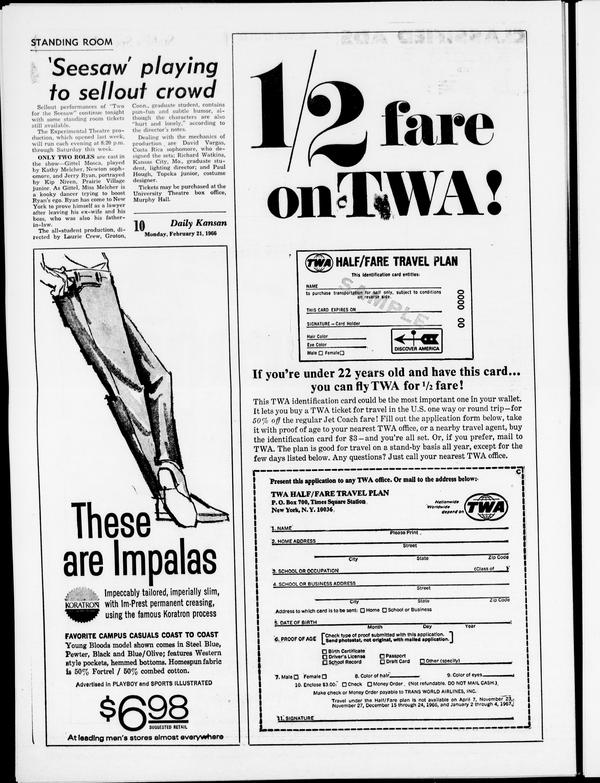 STANDING ROOM
'Seesaw' playing
to sellout crowd
Sellout performances of "Two
for the Seesaw" continue tonight
with some standing room tickets
still available.
The Experimental Theatre pro-
duction, which opened last week,
will run each evening at 8:20 p.m.
through Saturday this week.
ONLY TWO ROLES are cast in
the show—Gittel Mosca, played
by Kathy Melcher, Newton soph-
omore, and Jerry Ryan, portrayed
by Kip Niven, Prairie Village
junior. As Gittel, Miss Melcher is
a kooky dancer trying to boost
Ryan's ego. Ryan has come to New
York to prove himself as a lawyer
after leaving his ex-wife and his
boss, who was also his father-
in-law.
The all-student production, di-
rected by Laurie Crew, Groton,
Conn., graduate student, contains
pun-fun and subtle humor, al-
though the characters are also
"hurt and lonely," according to
the director's notes.
Dealing with the mechanics of
production are David Vargas,
Costa Rica sophomore, who de-
signed the sets; Richard Watkins,
Kansas City, Mo., graduate stu-
dent, lighting director; and Paul
Hough, Topeka junior, costume
designer.
Tickets may be purchased at the
University Theatre box office,
Murphy Hall.
10 Daily Kansan
Monday, February 21, 1966
These
are Impalas
KORATRON
Impeccably tailored, imperially slim,
with Im-Prest permanent creasing,
using the famous Koratron process
FAVORITE CAMPUS CASUALS COAST TO COAST
Young Bloods model shown comes in Steel Blue,
Pewter, Black and Blue/Olive; features Western
style pockets, hemmed bottoms. Homespun fabric
is 50% Fortrel / 50% combed cotton.
Advertised in PLAYBOY and SPORTS ILLUSTRATED
$6.98
SUGGESTED RETAIL
At leading men's stores almost everywhere
1/2 fare
on TWA!
TWA HALF/FARE TRAVEL PLAN
This identification card entitles:
NAME
to purchase transportation for self only, subject to conditions
on reverse side.
THIS CARD EXPIRES ON
SIGNATURE—Card Holder
Hair Color
Eye Color
Male Female
SAMPLE
DISCOVER AMERICA
00 0000
If you're under 22 years old and have this card...
you can fly TWA for 1/2 fare!
This TWA identification card could be the most important one in your wallet.
It lets you buy a TWA ticket for travel in the U.S. one way or round trip—for
50% off the regular Jet Coach fare! Fill out the application form below, take
it with proof of age to your nearest TWA office, or a nearby travel agent, buy
the identification card for $3—and you're all set. Or, if you prefer, mail to
TWA. The plan is good for travel on a stand-by basis all year, except for the
few days listed below. Any questions? Just call your nearest TWA office.
Present this application to any TWA office. Or mail to the address below:
TWA HALF/FARE TRAVEL PLAN
P. O. Box 700, Times Square Station
New York, N. Y. 10036
Nationwide
Worldwide
depend on
TWA
1. NAME
Please Print
2. HOME ADDRESS
Street
City State Zip Code
3. SCHOOL OR OCCUPATION (Class of )
4. SCHOOL OR BUSINESS ADDRESS
Street
City State Zip Code
Address to which card is to be sent: Home School or Business
5. DATE OF BIRTH
Month Day Year
6. PROOF OF AGE [Check type of proof submitted with this application.
Send photostat, not original, with mailed application.]
Birth Certificate
Driver's License Passport
School Record Draft Card Other (specify)
7. Male Female 8. Color of hair 9. Color of eyes
10. Enclose $3.00: Check Money Order. (Not refundable. DO NOT MAIL CASH.)
Make check or Money Order payable to TRANS WORLD AIRLINES, INC.
Travel under the Half/Fare plan is not available on April 7, November 23,
November 27, December 15 through 24, 1966, and January 2 through 4, 1967.
11. SIGNATURE